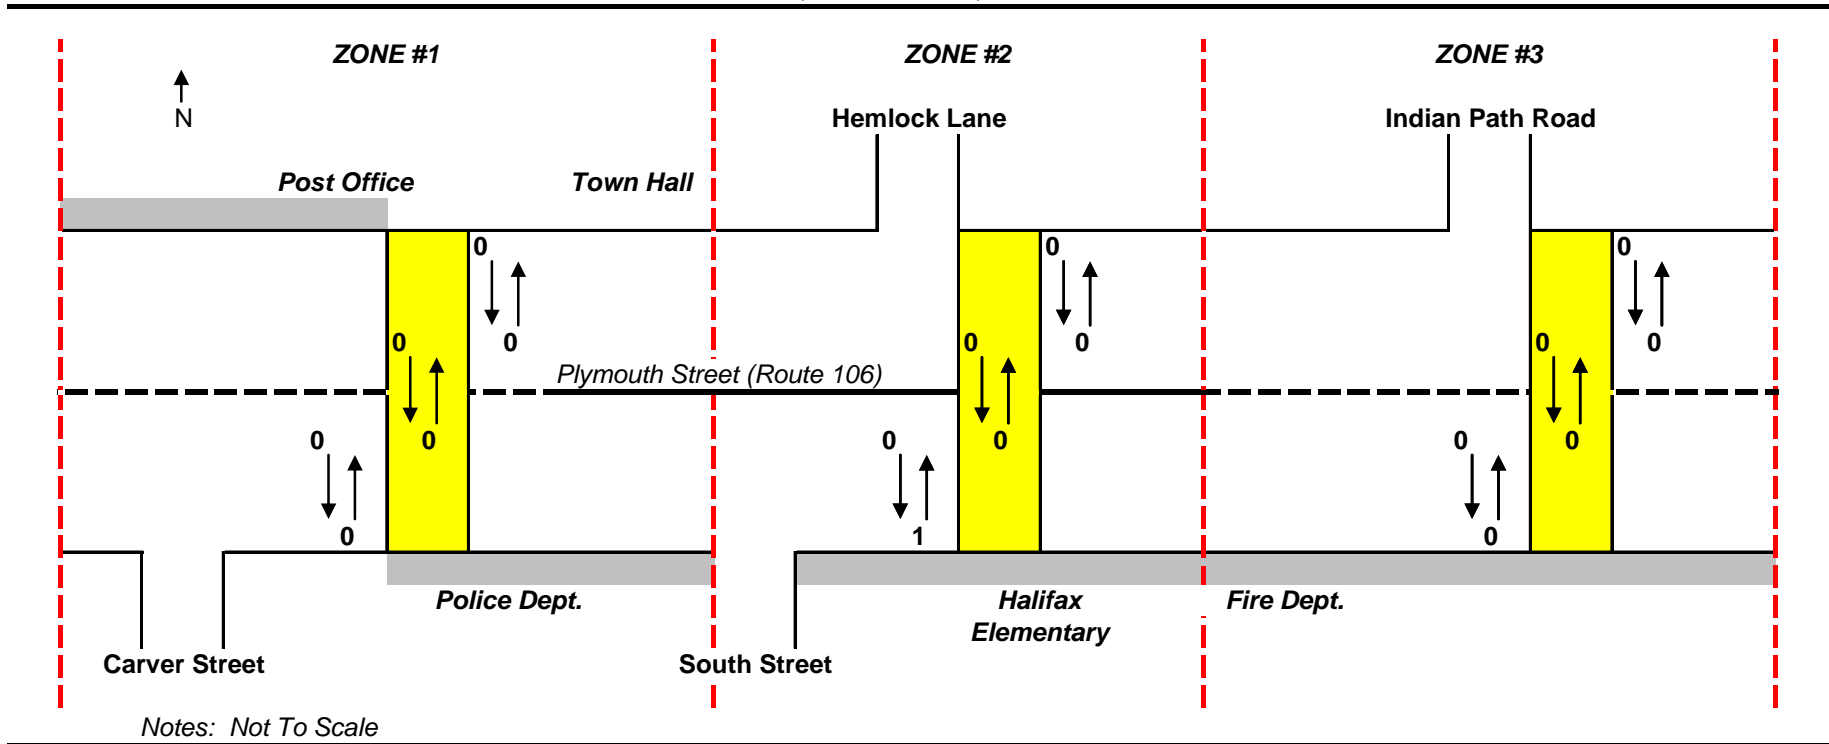 ZONE #1 ZONE #2 ZONE #3
N
Hemlock Lane Indian Path Road
Post Office Town Hall
0 0 0
0 0 0
0 0 0
Plymouth Street (Route 106)
0 0 0
0 0 0
0 1 0
Police Dept. Halifax Fire Dept.
Elementary
Carver Street South Street
Notes: Not To Scale